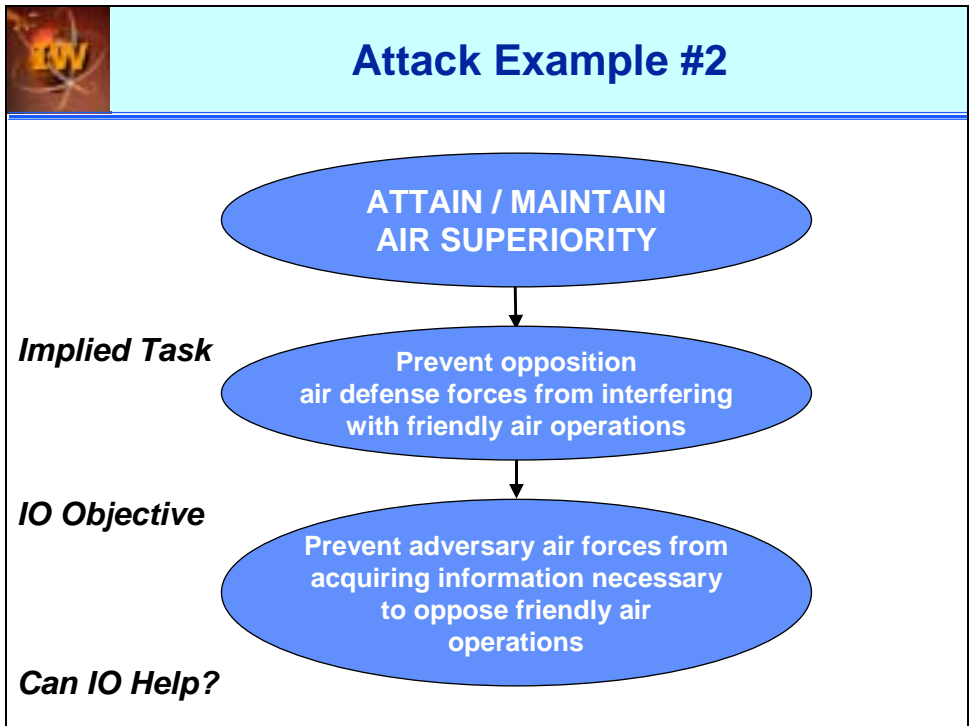 IW
Attack Example #2
ATTAIN / MAINTAIN
AIR SUPERIORITY
Implied Task
Prevent opposition
air defense forces from interfering
with friendly air operations
IO Objective
Prevent adversary air forces from
acquiring information necessary
to oppose friendly air
operations
Can IO Help?